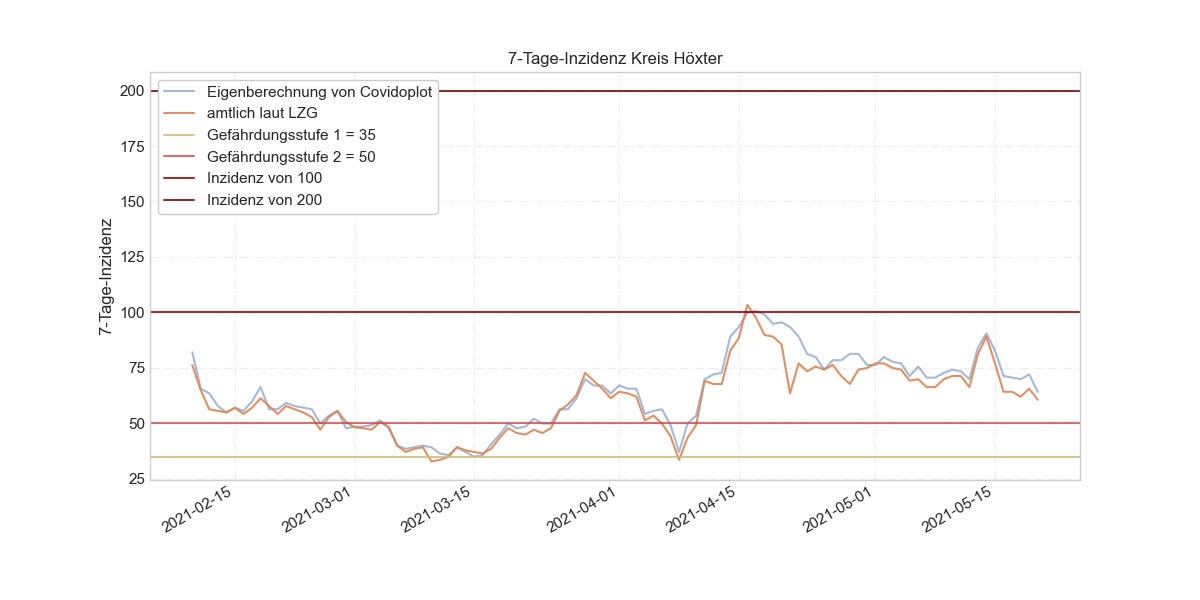 7-Tage-Inzidenz Kreis Höxter
Eigenberechnung von Covidoplot
amtlich laut LZG
Gefährdungsstufe 1 = 35
Gefährdungsstufe 2 = 50
Inzidenz von 100
Inzidenz von 200
7-Tage-Inzidenz
200
175
150
125
100
75
50
25
2021-02-15
2021-03-01
2021-03-15
2021-04-01
2021-04-15
2021-05-01
2021-05-15